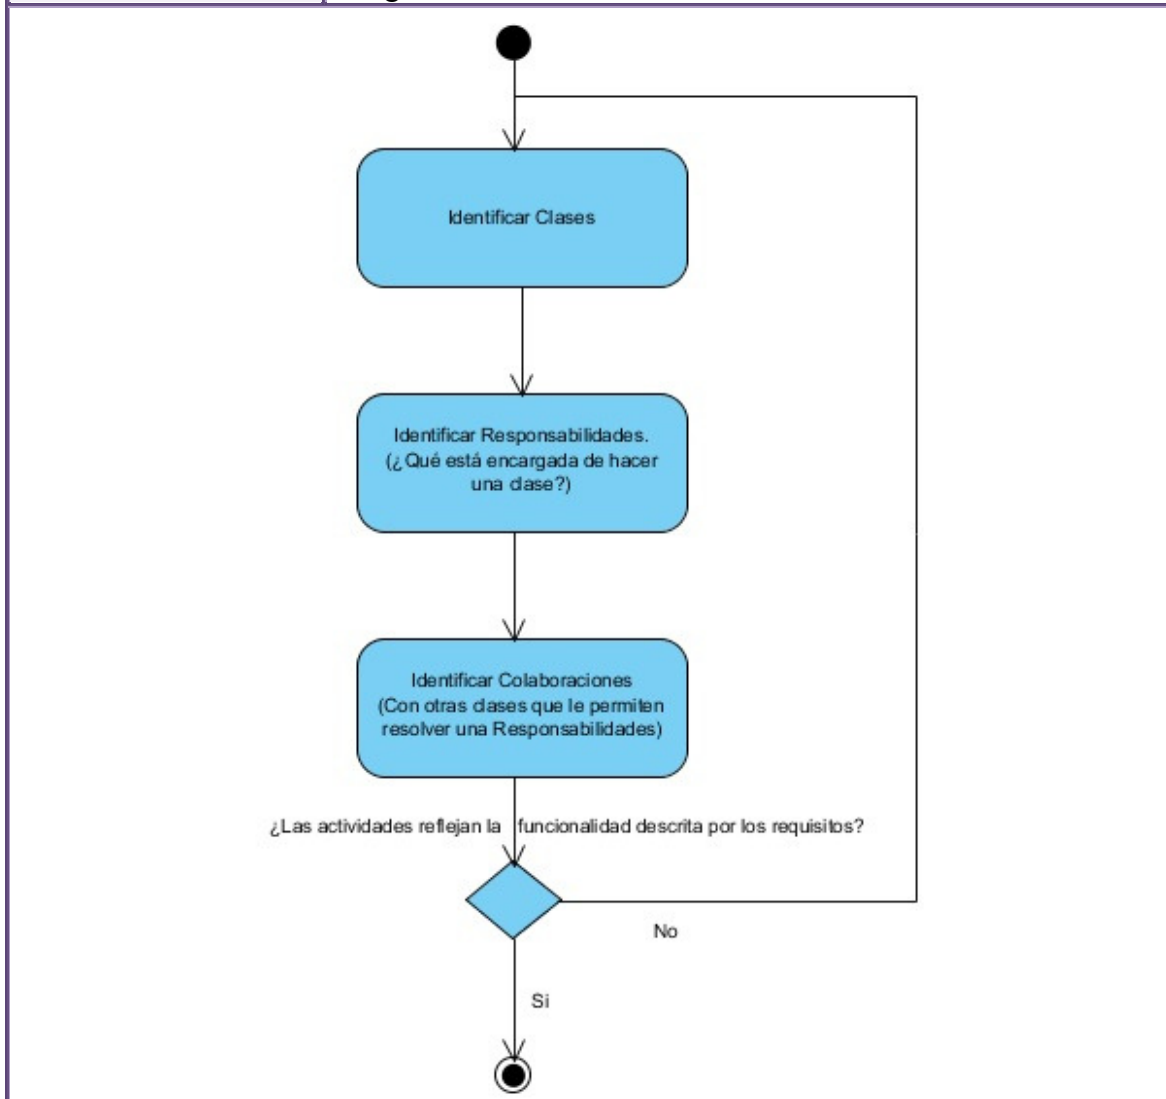 Identificar Clases
Identificar Responsabilidades.
(¿Qué está encargada de hacer
una clase?)
Identificar Colaboraciones
(Con otras clases que le permiten
resolver una Responsabilidades)
¿Las actividades reflejan la funcionalidad descrita por los requisitos?
No
Si